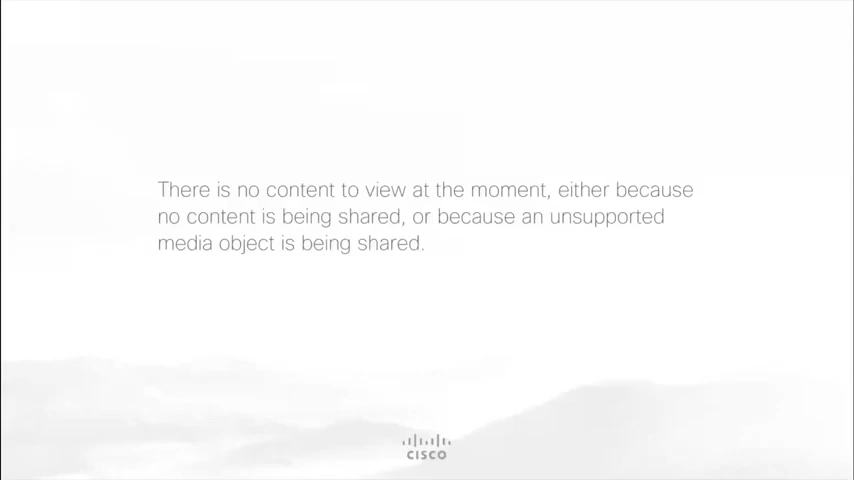 There is no content to view at the moment, either because
no content is being shared, or because an unsupported
media object is being shared.
CISCO